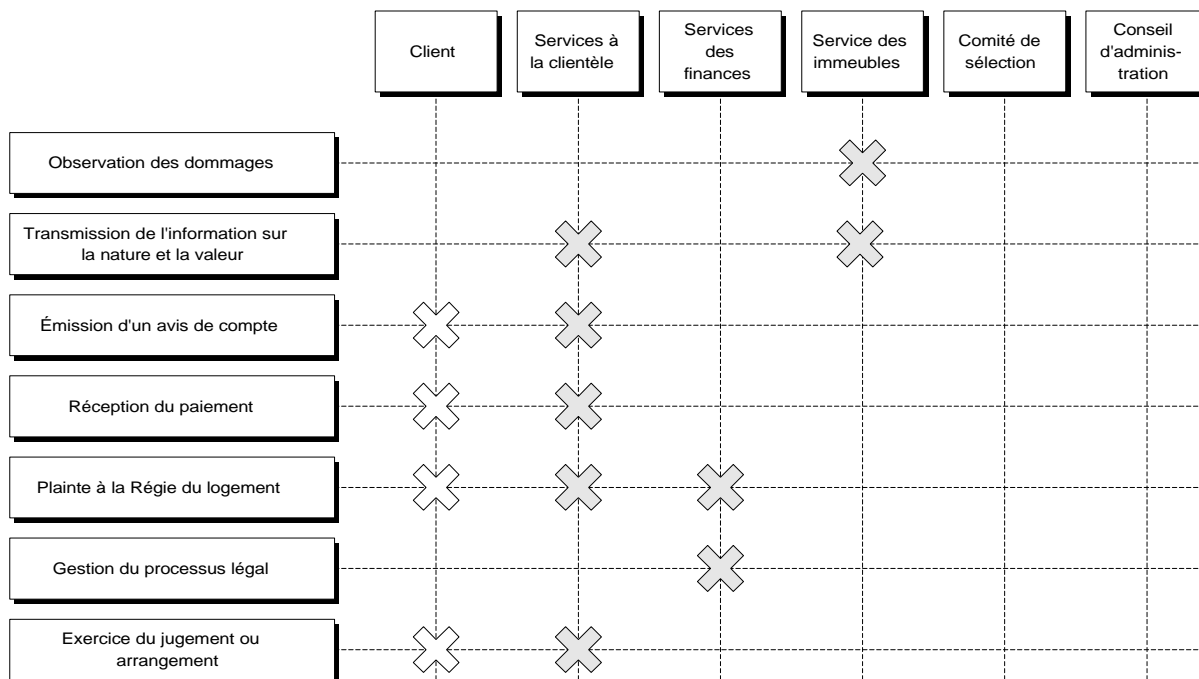 Client
Services à
la clientèle
Services
des
finances
Service des
immeubles
Comité de
sélection
Conseil
d'adminis-
tration
Observation des dommages
Transmission de l'information sur
la nature et la valeur
Émission d'un avis de compte
Réception du paiement
Plainte à la Régie du logement
Gestion du processus légal
Exercice du jugement ou
arrangement